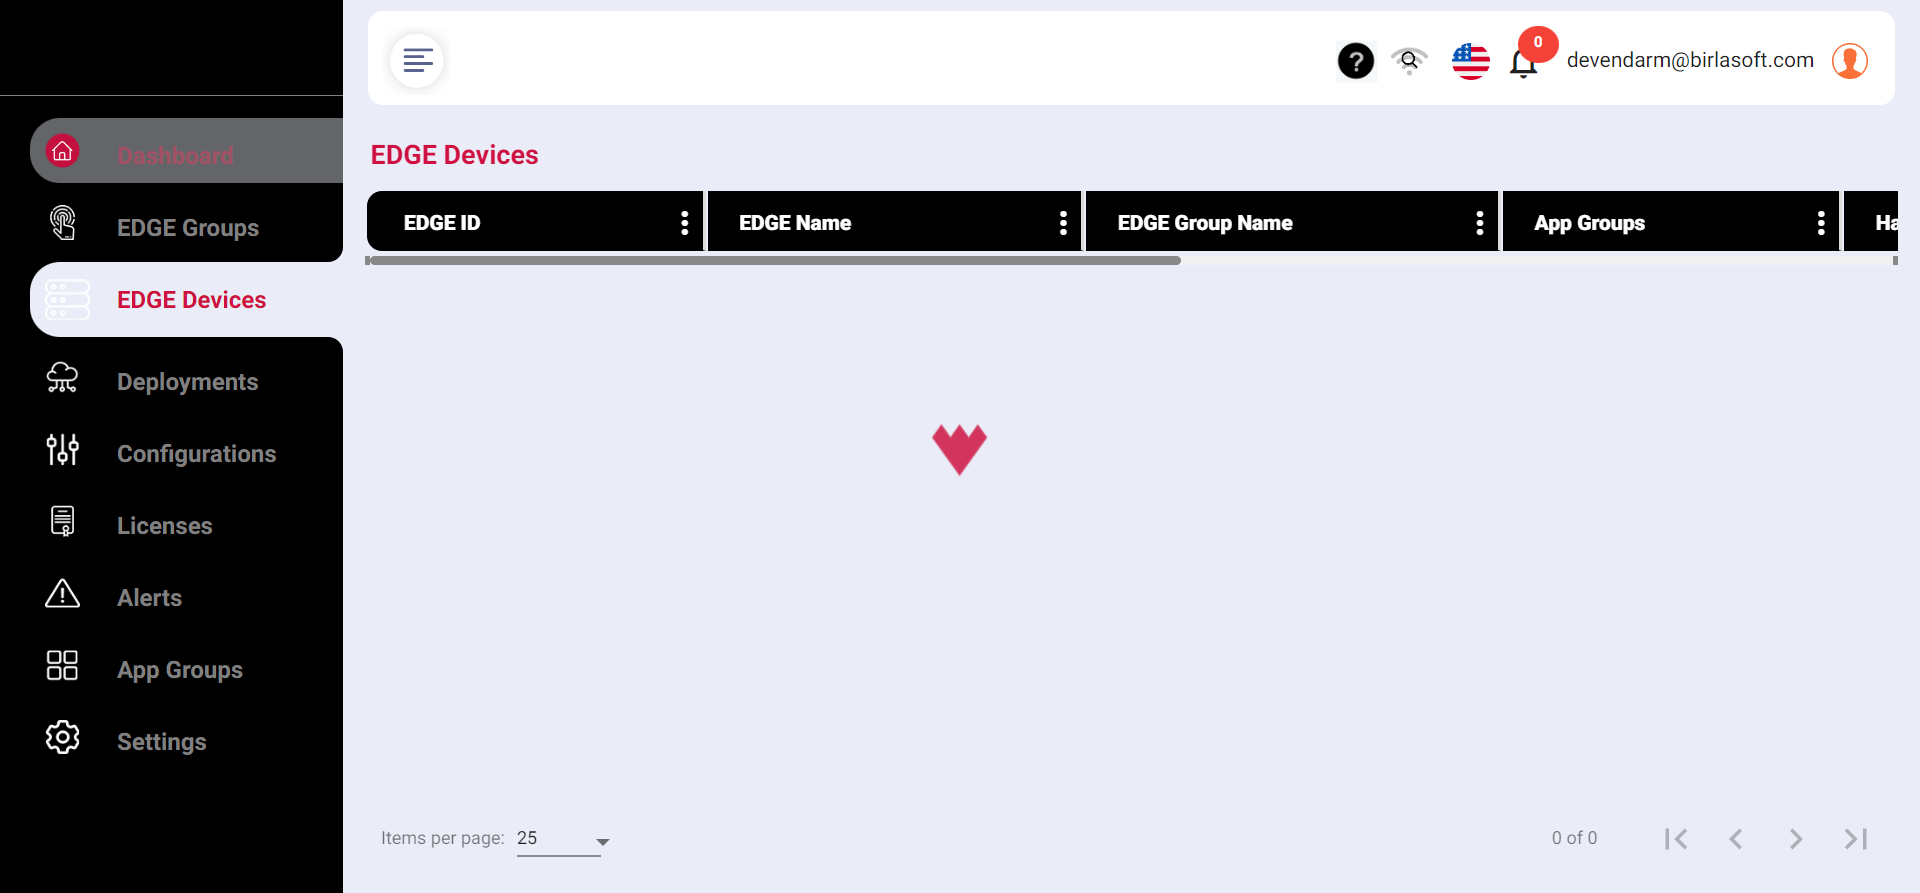 ?
0
devendarm@birlasoft.com
Dashboard
EDGE Groups
EDGE Devices
Deployments
Configurations
Licenses
Alerts
App Groups
Settings
EDGE Devices
EDGE ID
EDGE Name
EDGE Group Name
App Groups
Ha
Items per page: 25
0 of 0